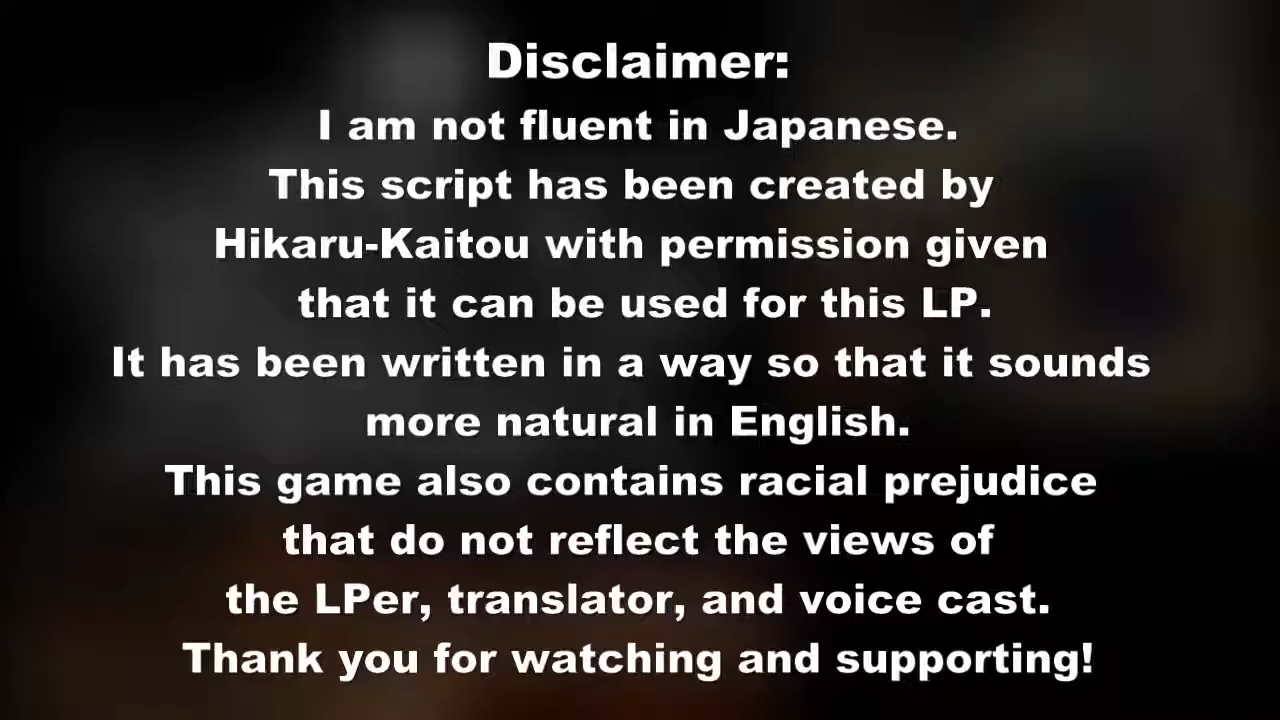 Disclaimer:
I am not fluent in Japanese.
This script has been created by
Hikaru-Kaitou with permission given
that it can be used for this LP.
It has been written in a way so that it sounds
more natural in English.
This game also contains racial prejudice
that do not reflect the views of
the LPer, translator, and voice cast.
Thank you for watching and supporting!